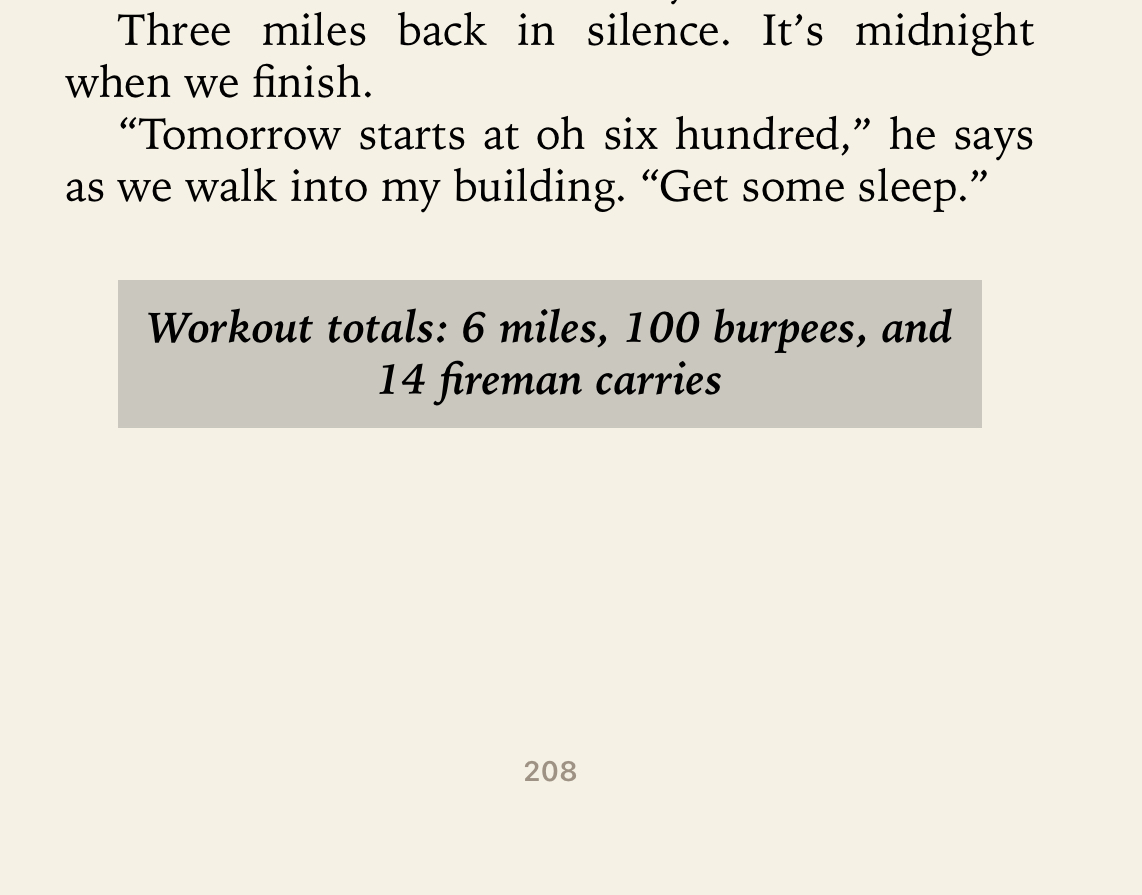 Three miles back in silence. It’s midnight
when we finish.
“Tomorrow starts at oh six hundred,” he says
as we walk into my building. “Get some sleep.”
Workout totals: 6 miles, 100 burpees, and
14 fireman carries
208